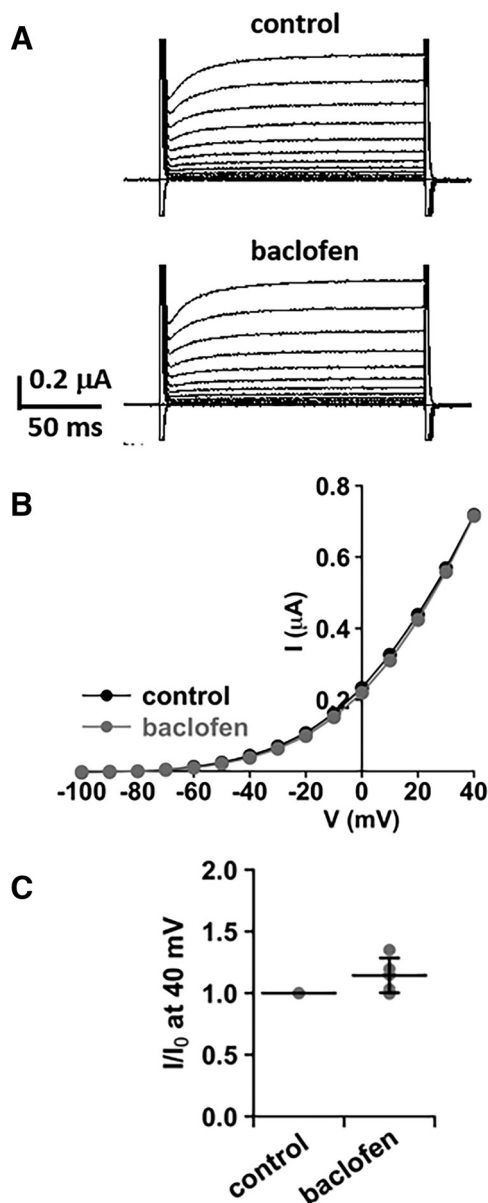 A
control
baclofen
0.2 μA
50 ms
B
0.8
0.6
0.4
0.2
I (μA)
control
baclofen
-100 -80 -60 -40 -20 0 20 40
V (mV)
C
2.0
1.5
1.0
0.5
0.0
I/I₀ at 40 mV
control
baclofen